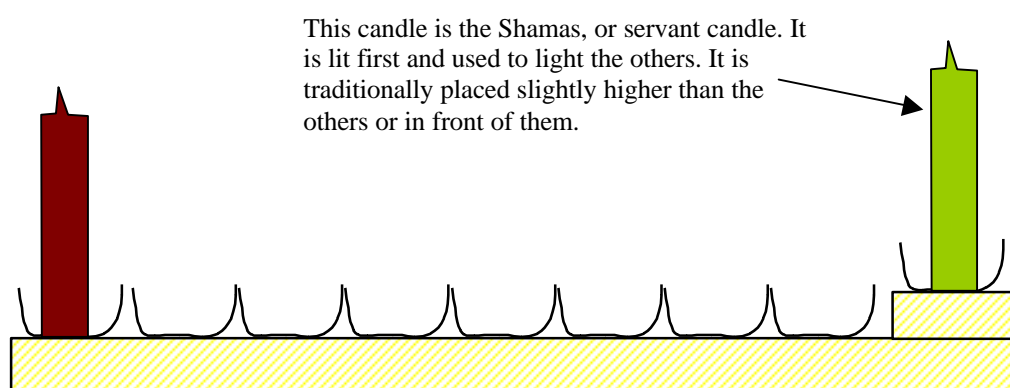 This candle is the Shamas, or servant candle. It
is lit first and used to light the others. It is
traditionally placed slightly higher than the
others or in front of them.